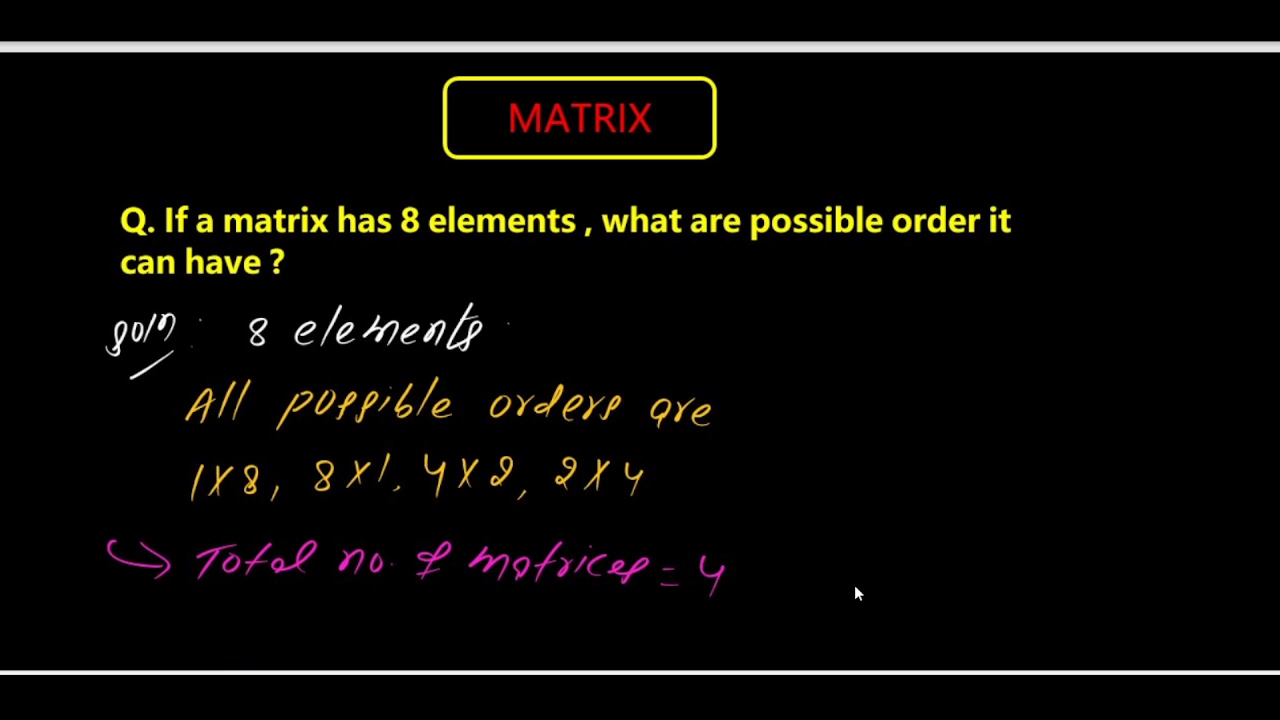 MATRIX
Q. If a matrix has 8 elements , what are possible order it
can have ?
Soln : 8 elements
All possible orders are
1X8, 8X1, 4X2, 2X4
Total no. of matrices = 4